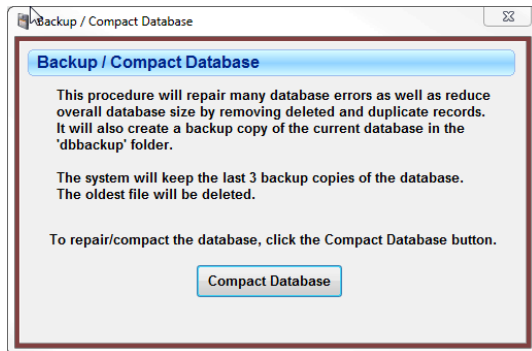 Backup / Compact Database
Backup / Compact Database
This procedure will repair many database errors as well as reduce
overall database size by removing deleted and duplicate records.
It will also create a backup copy of the current database in the
'dbbackup' folder.
The system will keep the last 3 backup copies of the database.
The oldest file will be deleted.
To repair/compact the database, click the Compact Database button.
Compact Database